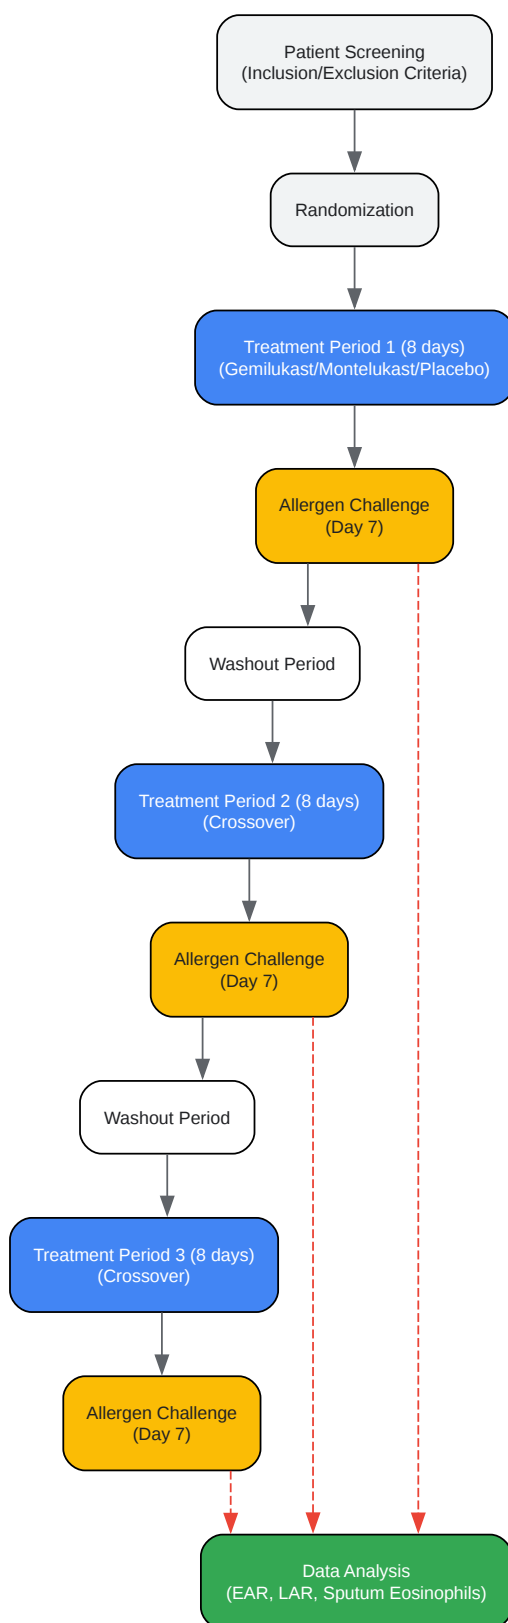 Patient Screening
(Inclusion/Exclusion Criteria)
Randomization
Treatment Period 1 (8 days)
(Gemilukast/Montelukast/Placebo)
Allergen Challenge
(Day 7)
Washout Period
Treatment Period 2 (8 days)
(Crossover)
Allergen Challenge
(Day 7)
Washout Period
Treatment Period 3 (8 days)
(Crossover)
Allergen Challenge
(Day 7)
Data Analysis
(EAR, LAR, Sputum Eosinophils)